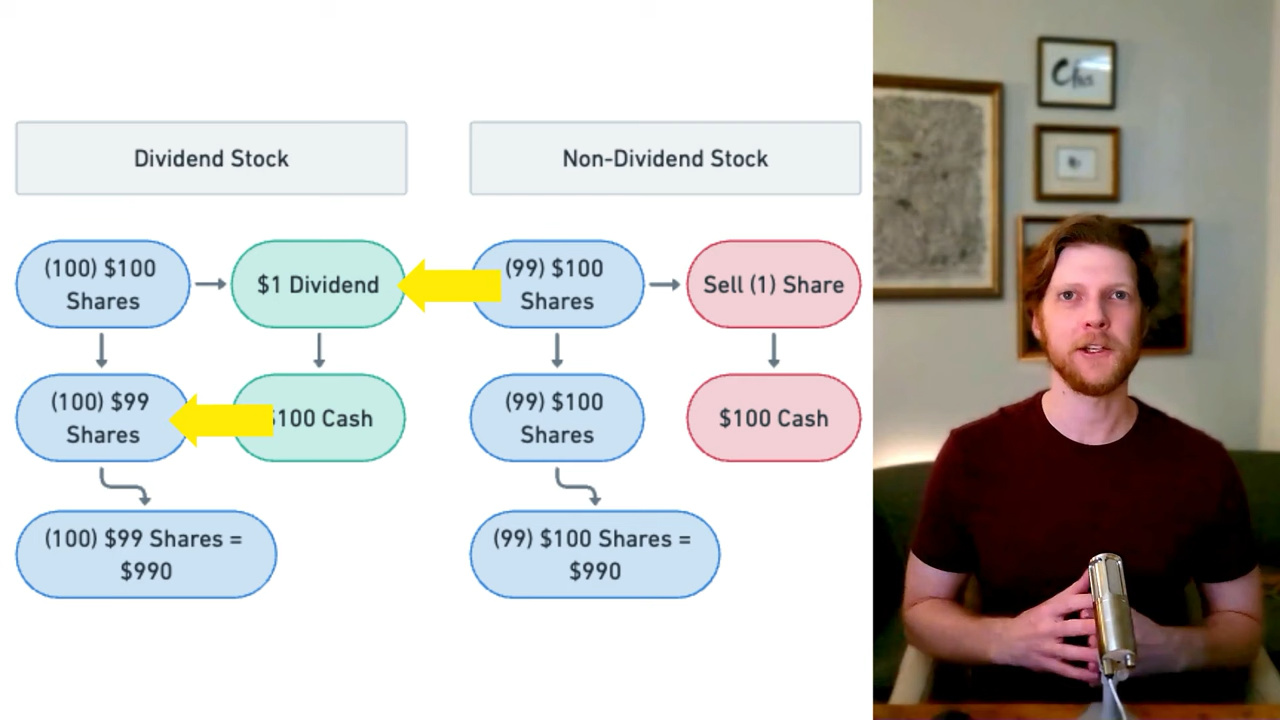 Dividend Stock
Non-Dividend Stock
(100) $100
Shares
$1 Dividend
(99) $100
Shares
Sell (1) Share
(100) $99
Shares
$100 Cash
(99) $100
Shares
$100 Cash
(100) $99 Shares =
$990
(99) $100 Shares =
$990